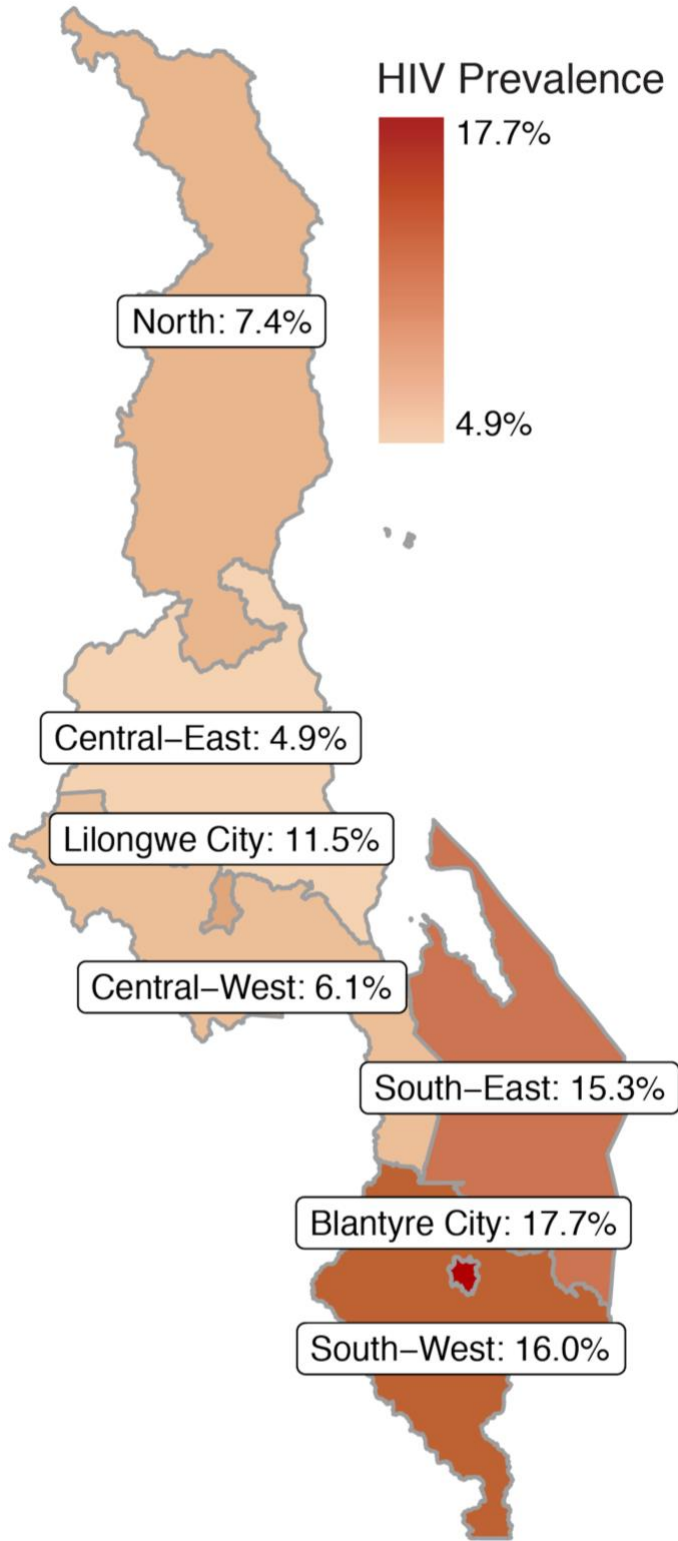 HIV Prevalence
17.7%
4.9%
North: 7.4%
Central–East: 4.9%
Lilongwe City: 11.5%
Central–West: 6.1%
South–East: 15.3%
Blantyre City: 17.7%
South–West: 16.0%